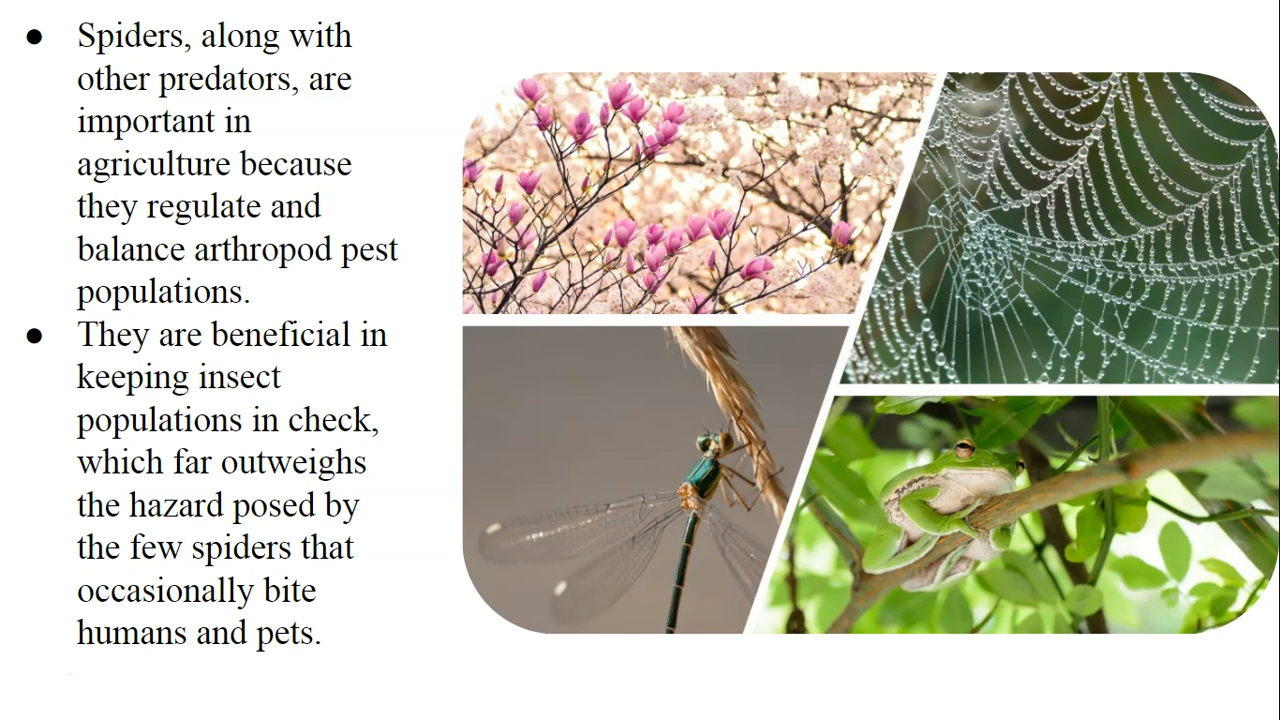 ● Spiders, along with
other predators, are
important in
agriculture because
they regulate and
balance arthropod pest
populations.
● They are beneficial in
keeping insect
populations in check,
which far outweighs
the hazard posed by
the few spiders that
occasionally bite
humans and pets.